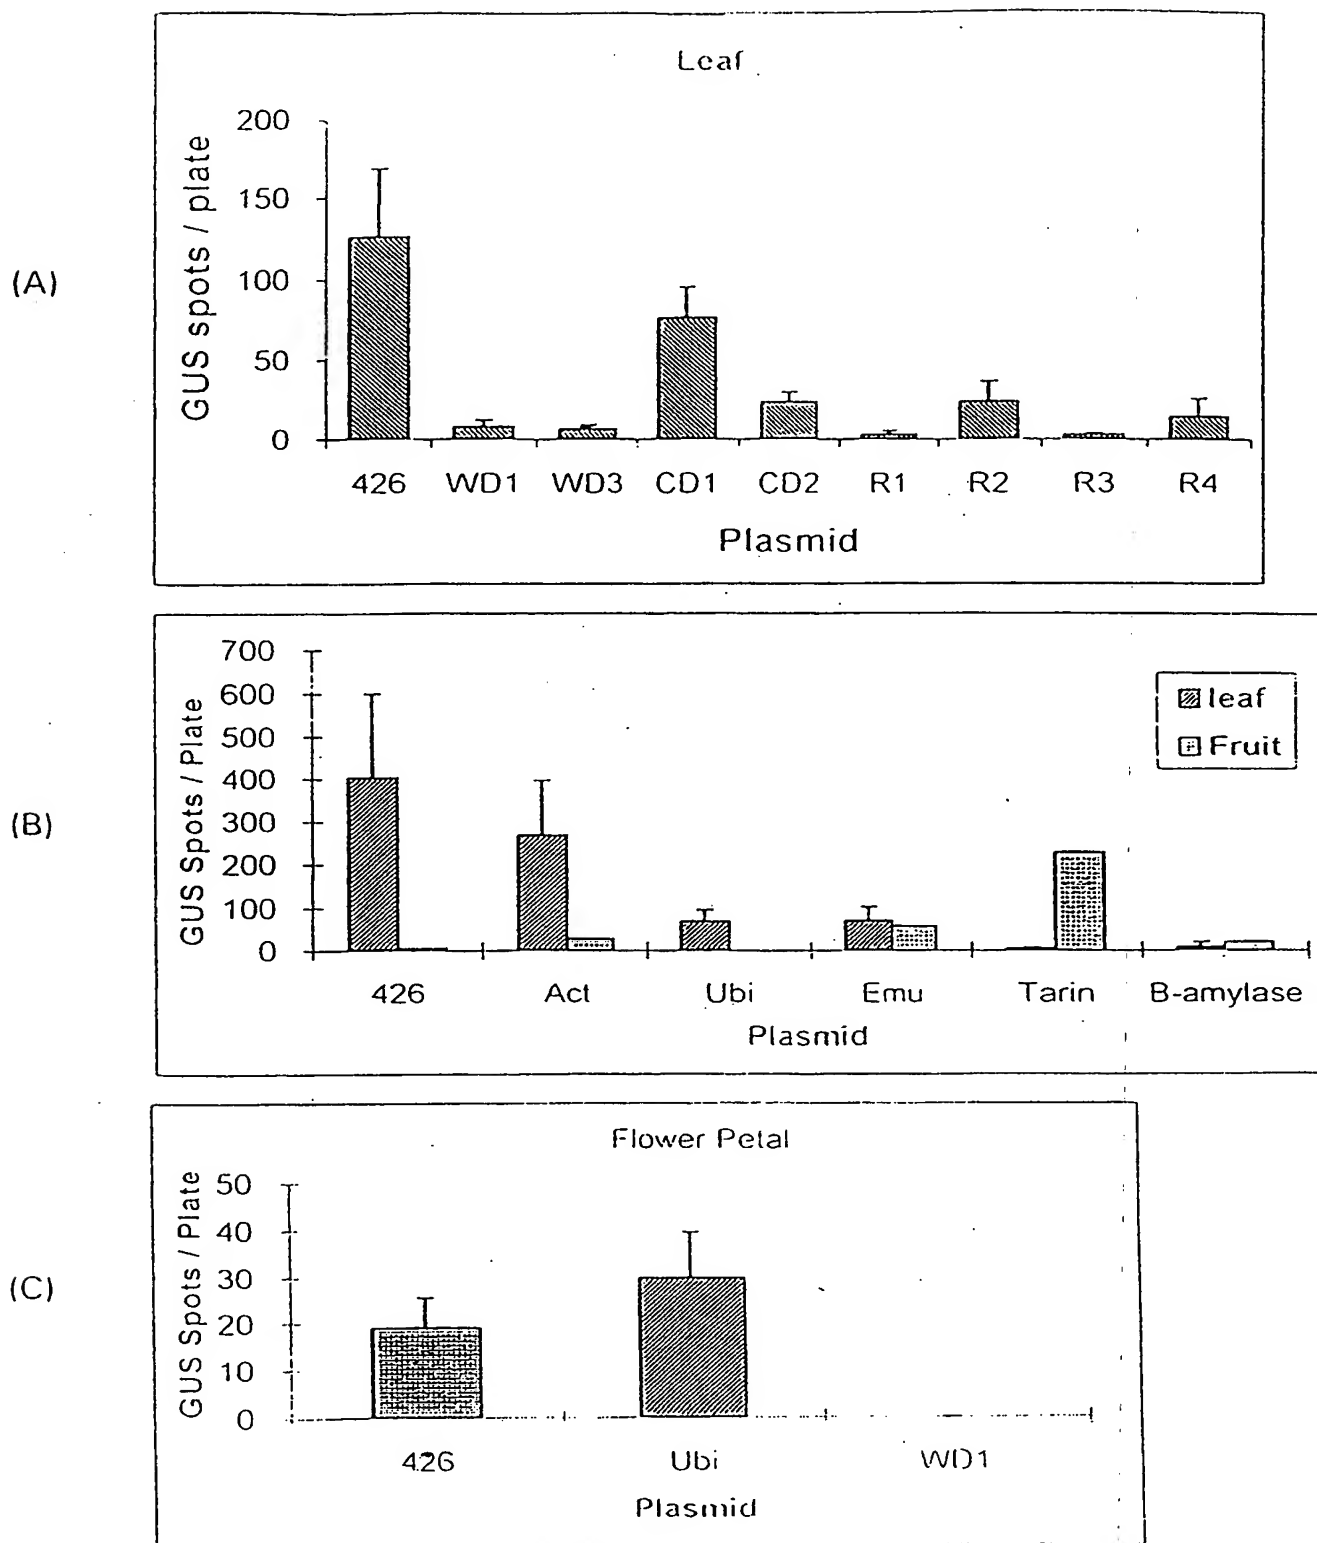 (A)
Leaf
GUS spots / plate
200
150
100
50
0
426 WD1 WD3 CD1 CD2 R1 R2 R3 R4
Plasmid
(B)
GUS Spots / Plate
700
600
500
400
300
200
100
0
leaf
Fruit
426 Act Ubi Emu Tarin B-amylase
Plasmid
(C)
Flower Petal
GUS Spots / Plate
50
40
30
20
10
0
426 Ubi WD1
Plasmid